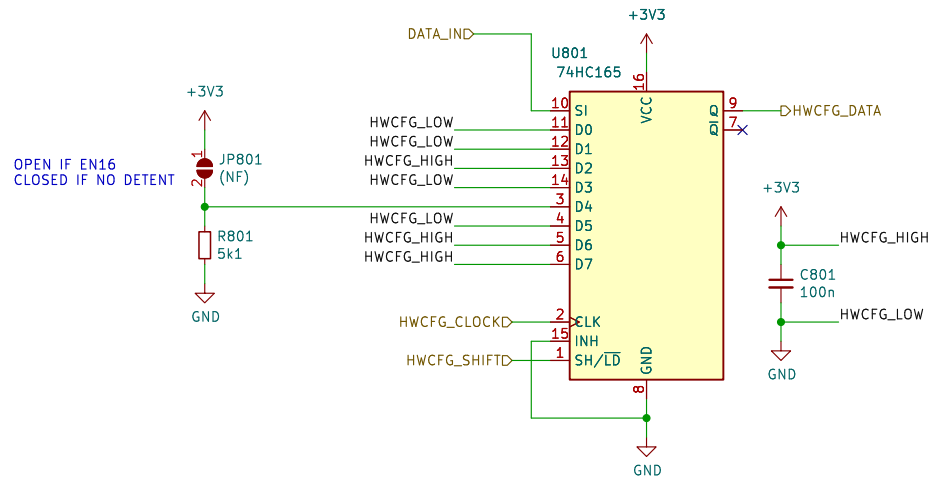 +3V3
DATA_IN
U801
74HC165
16
VCC
10
SI
Q
9
HWCFG_DATA
+3V3
HWCFG_LOW
11
D0
Q
7
HWCFG_LOW
12
D1
1
JP801
OPEN IF EN16
HWCFG_HIGH
13
D2
2
(NF)
CLOSED IF NO DETENT
HWCFG_LOW
14
D3
+3V3
3
D4
HWCFG_LOW
4
D5
R801
HWCFG_HIGH
5
D6
HWCFG_HIGH
5k1
HWCFG_HIGH
6
D7
C801
100n
GND
HWCFG_CLOCK
2
CLK
HWCFG_LOW
15
INH
HWCFG_SHIFT
1
SH/LD
GND
GND
8
GND